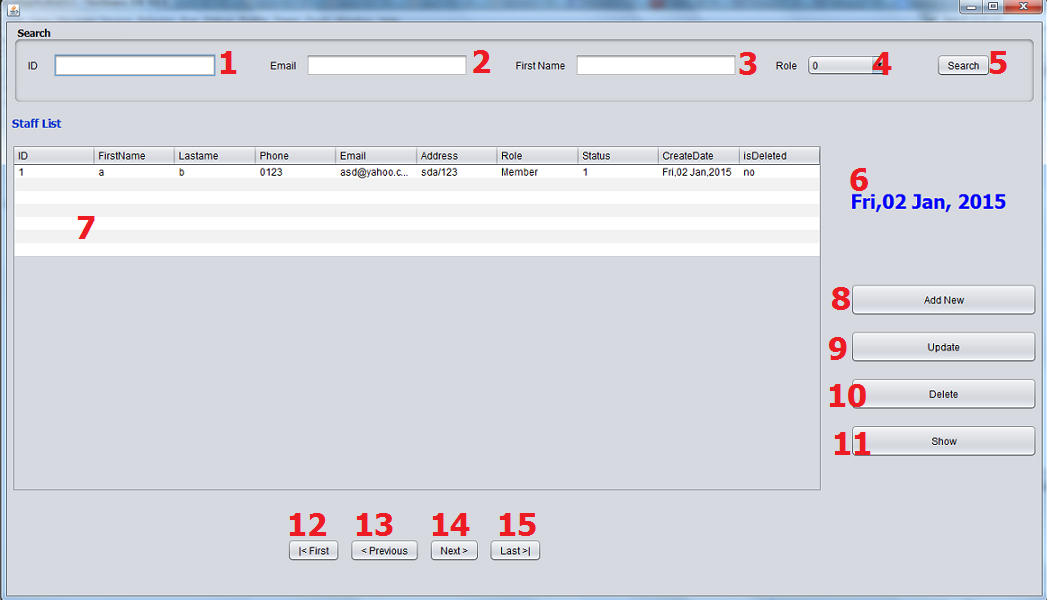 Search
ID 1 Email 2 First Name 3 Role 0 4 Search 5
Staff List
ID FirstName Lastame Phone Email Address Role Status CreateDate isDeleted
1 a b 0123 asd@yahoo.c... sda/123 Member 1 Fri,02 Jan,2015 no
6
Fri,02 Jan, 2015
7
8 Add New
9 Update
10 Delete
11 Show
12 13 14 15
|< First < Previous Next > Last >|